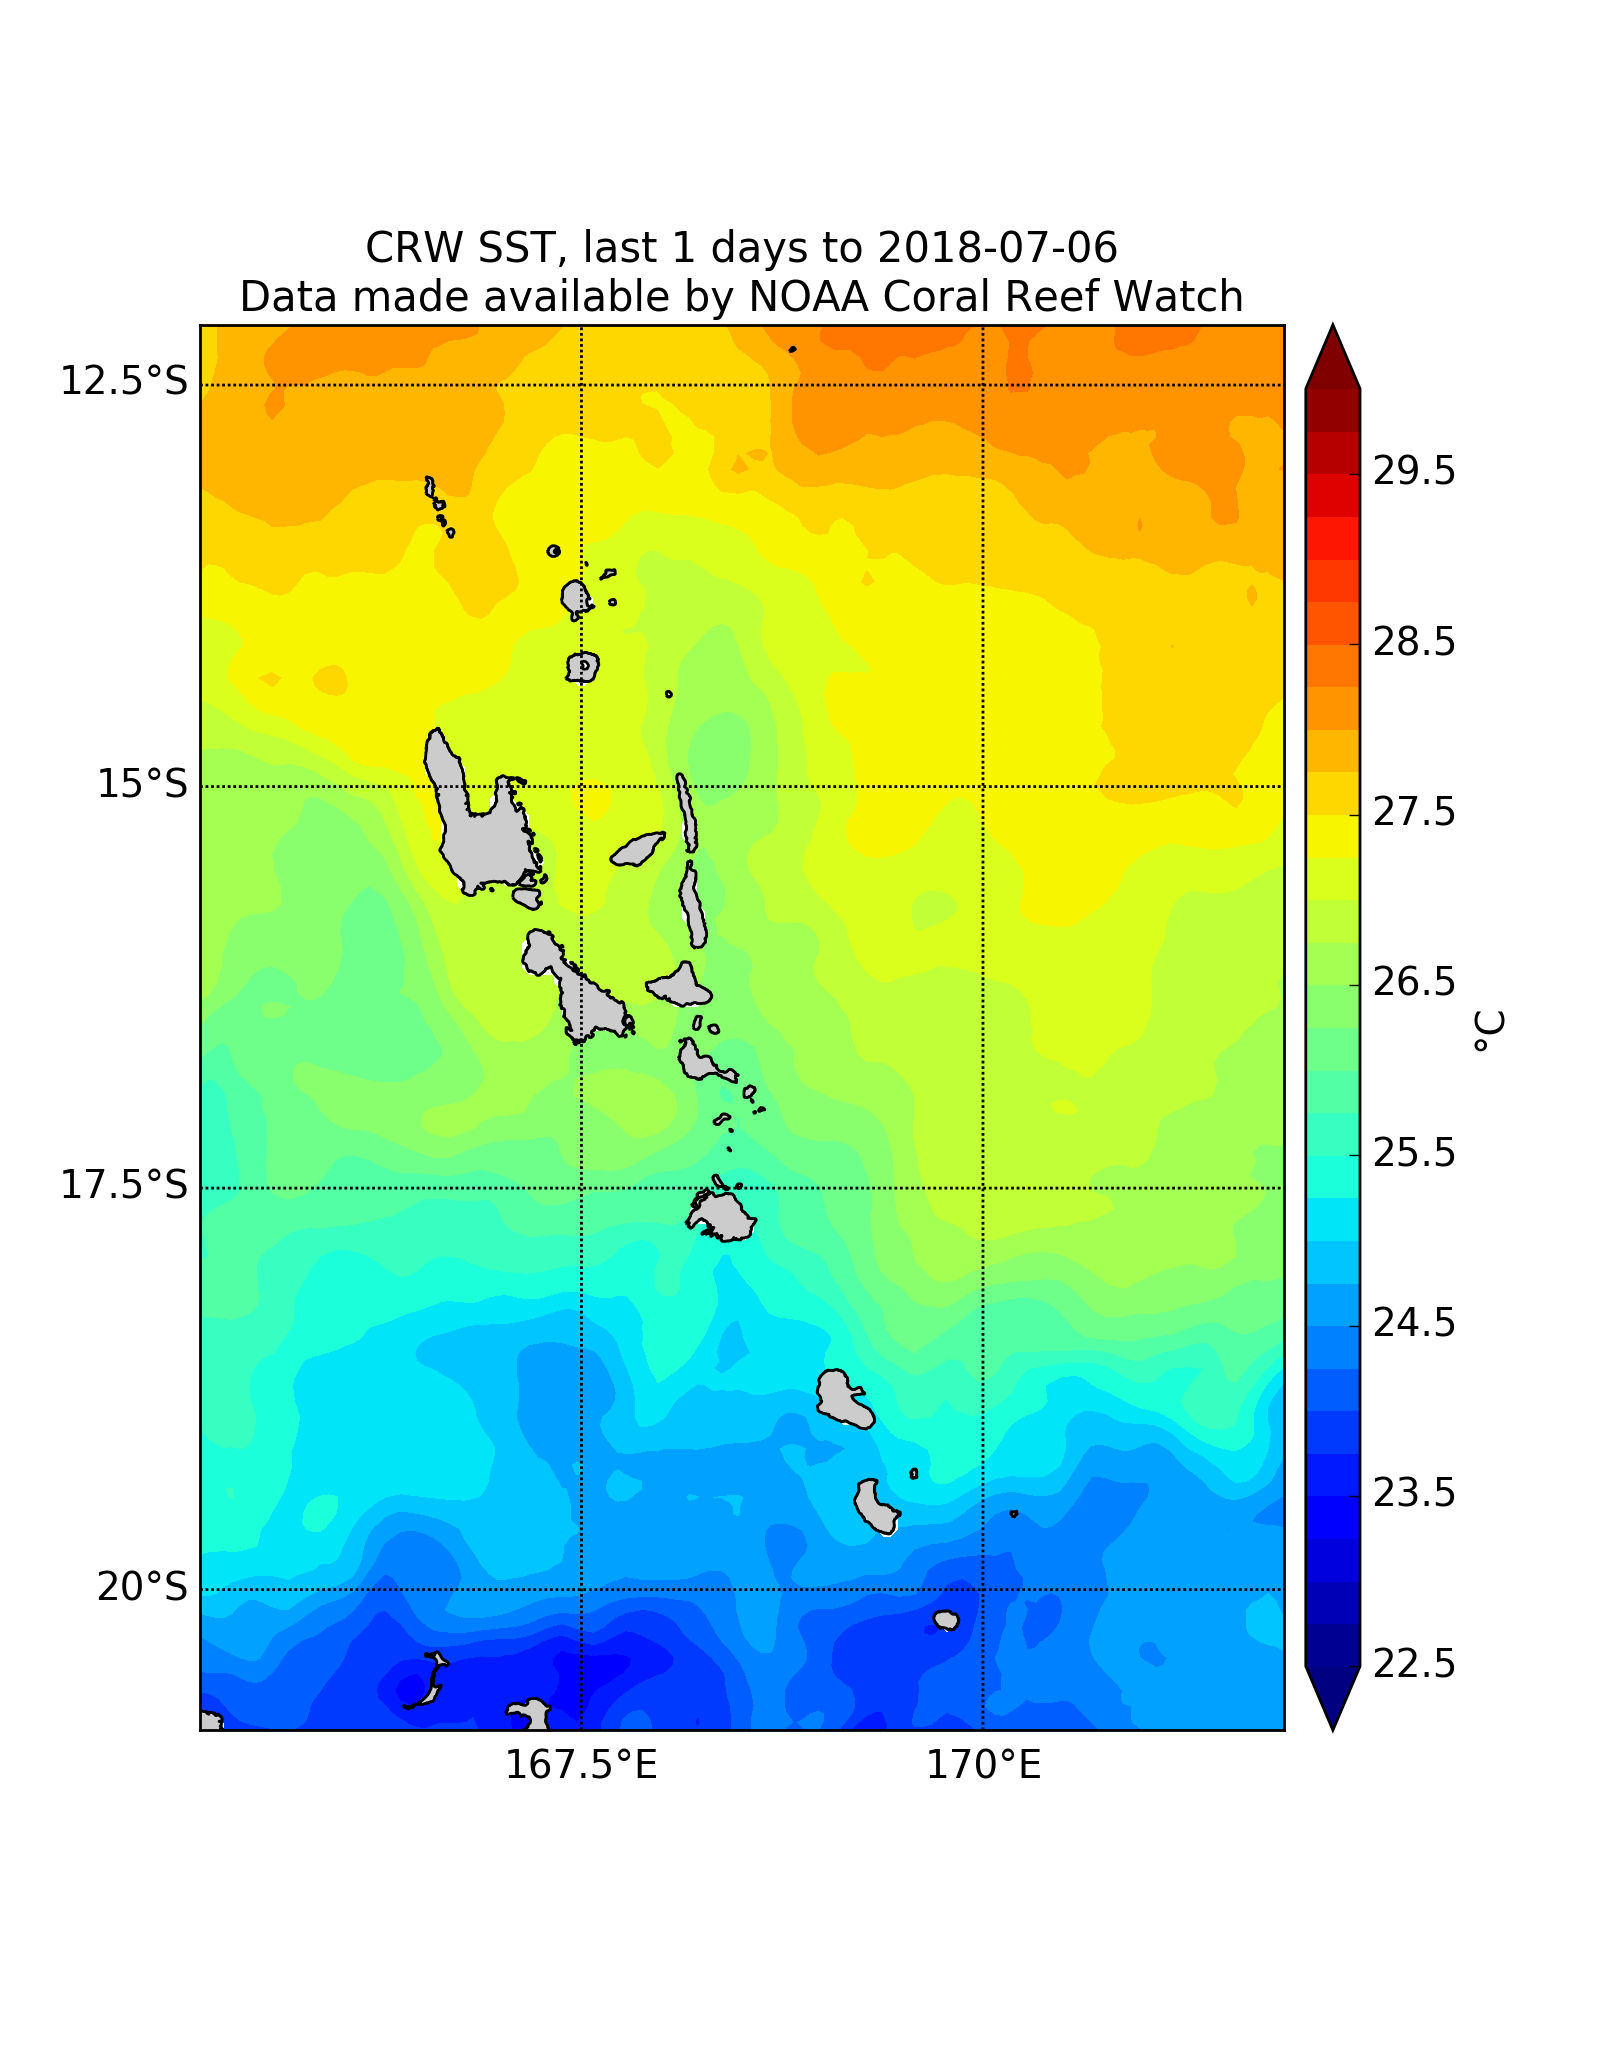 CRW SST, last 1 days to 2018-07-06
Data made available by NOAA Coral Reef Watch
12.5°S
15°S
17.5°S
20°S
167.5°E
170°E
29.5
28.5
27.5
26.5
25.5
24.5
23.5
22.5
°C